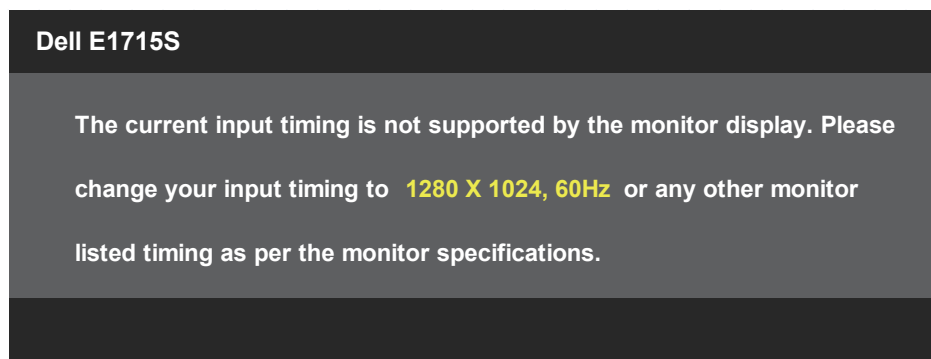 Dell E1715S
The current input timing is not supported by the monitor display. Please
change your input timing to 1280 X 1024, 60Hz or any other monitor
listed timing as per the monitor specifications.